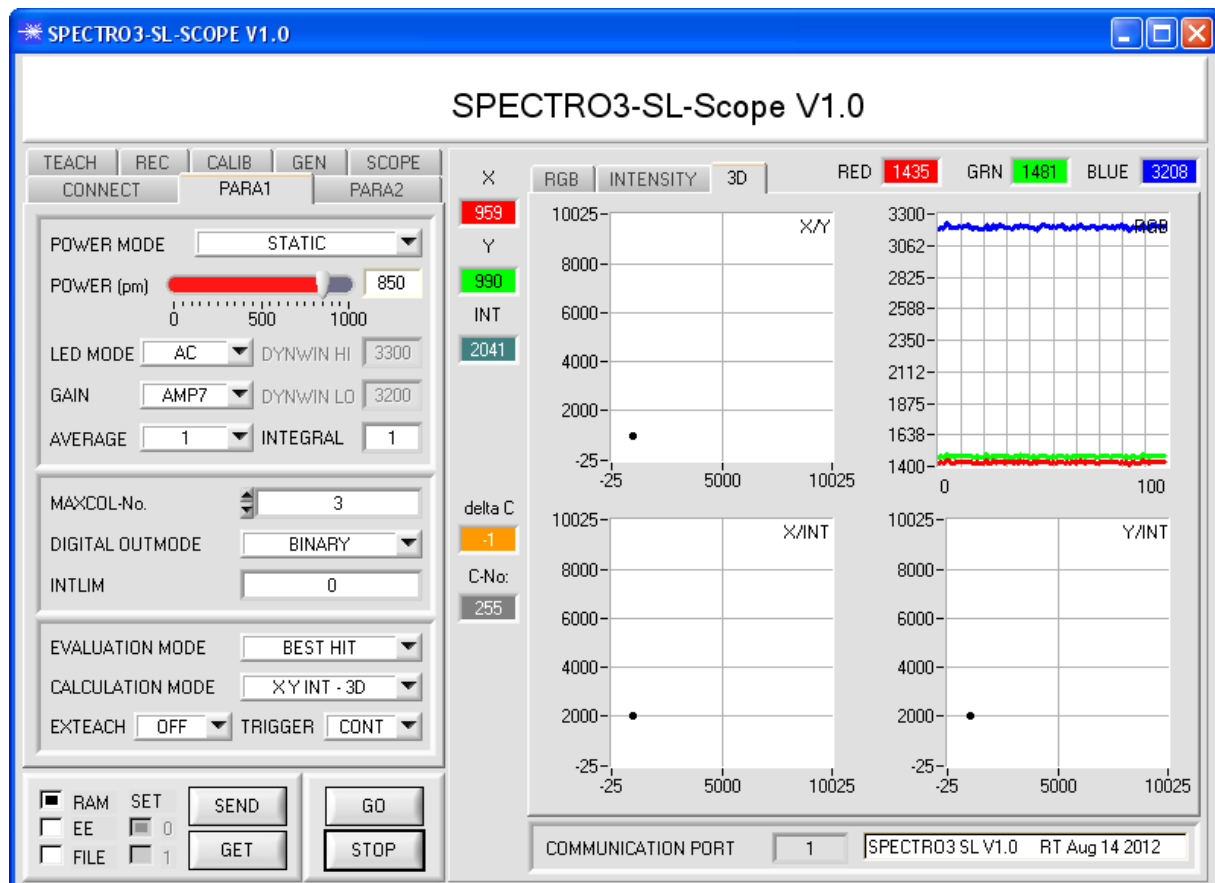 SPECTRO3-SL-SCOPE V1.0
SPECTRO3-SL-Scope V1.0
TEACH REC CALIB GEN SCOPE
CONNECT PARA1 PARA2
POWER MODE STATIC
POWER (pm) 850
0 500 1000
LED MODE AC DYNWIN HI 3300
GAIN AMP7 DYNWIN LO 3200
AVERAGE 1 INTEGRAL 1
MAXCOL-No. 3
DIGITAL OUTMODE BINARY
INTLIM 0
EVALUATION MODE BEST HIT
CALCULATION MODE X Y INT - 3D
EXTEACH OFF TRIGGER CONT
RAM SET SEND GO
EE 0
FILE 1 GET STOP
X
959
Y
990
INT
2041
delta C
-1
C-No:
255
RGB INTENSITY 3D RED 1435 GRN 1481 BLUE 3208
X/Y
10025
8000
6000
4000
2000
-25
-25 5000 10025
RGB
3300
3062
2825
2588
2350
2112
1875
1638
1400
0 100
X/INT
10025
8000
6000
4000
2000
-25
-25 5000 10025
Y/INT
10025
8000
6000
4000
2000
-25
-25 5000 10025
COMMUNICATION PORT 1 SPECTRO3 SL V1.0 RT Aug 14 2012